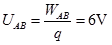 U_AB = W_AB / q = 6V